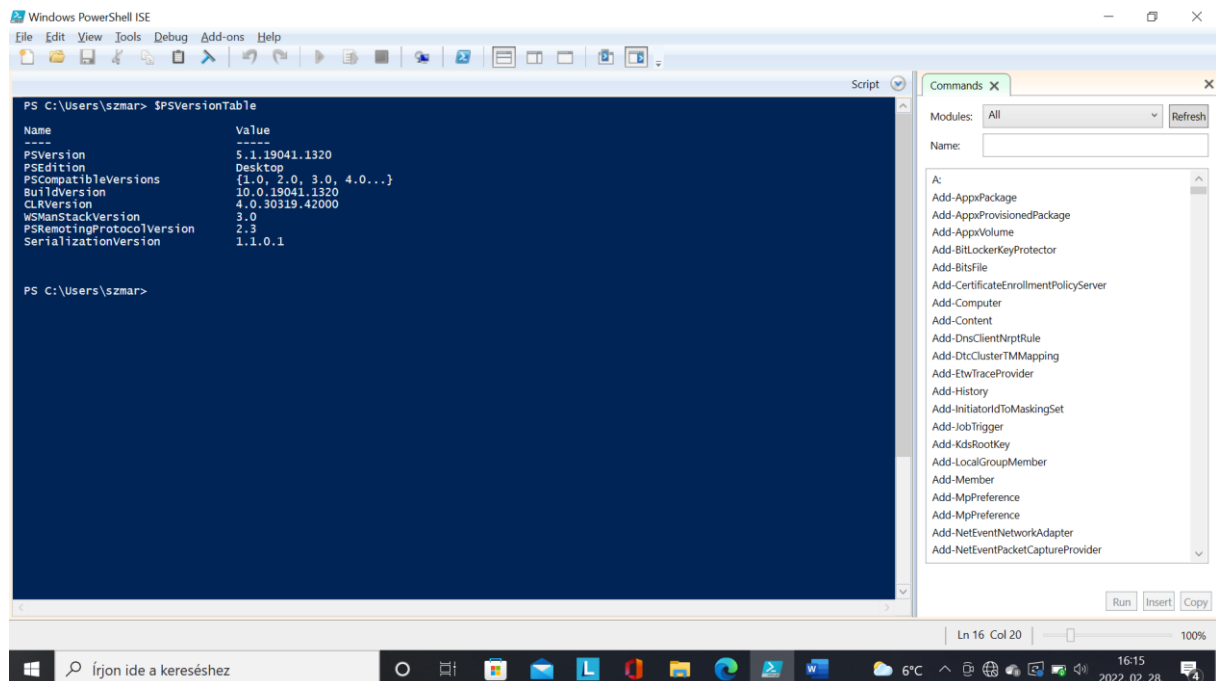 Windows PowerShell ISE
File Edit View Tools Debug Add-ons Help
Script
PS C:\Users\szmar> $PSVersionTable
Name Value
---- -----
PSVersion 5.1.19041.1320
PSEdition Desktop
PSCompatibleVersions {1.0, 2.0, 3.0, 4.0...}
BuildVersion 10.0.19041.1320
CLRVersion 4.0.30319.42000
WSManStackVersion 3.0
PSRemotingProtocolVersion 2.3
SerializationVersion 1.1.0.1
PS C:\Users\szmar>
Commands
Modules: All Refresh
Name:
A:
Add-AppxPackage
Add-AppxProvisionedPackage
Add-AppxVolume
Add-BitLockerKeyProtector
Add-BitsFile
Add-CertificateEnrollmentPolicyServer
Add-Computer
Add-Content
Add-DnsClientNrptRule
Add-DtcClusterTMMapping
Add-EtwTraceProvider
Add-History
Add-InitiatorIdToMaskingSet
Add-JobTrigger
Add-KdsRootKey
Add-LocalGroupMember
Add-Member
Add-MpPreference
Add-MpPreference
Add-NetEventNetworkAdapter
Add-NetEventPacketCaptureProvider
Run Insert Copy
Ln 16 Col 20 100%
Írjon ide a kereséshez
L
W
6°C
16:15
2022. 02. 28.
4